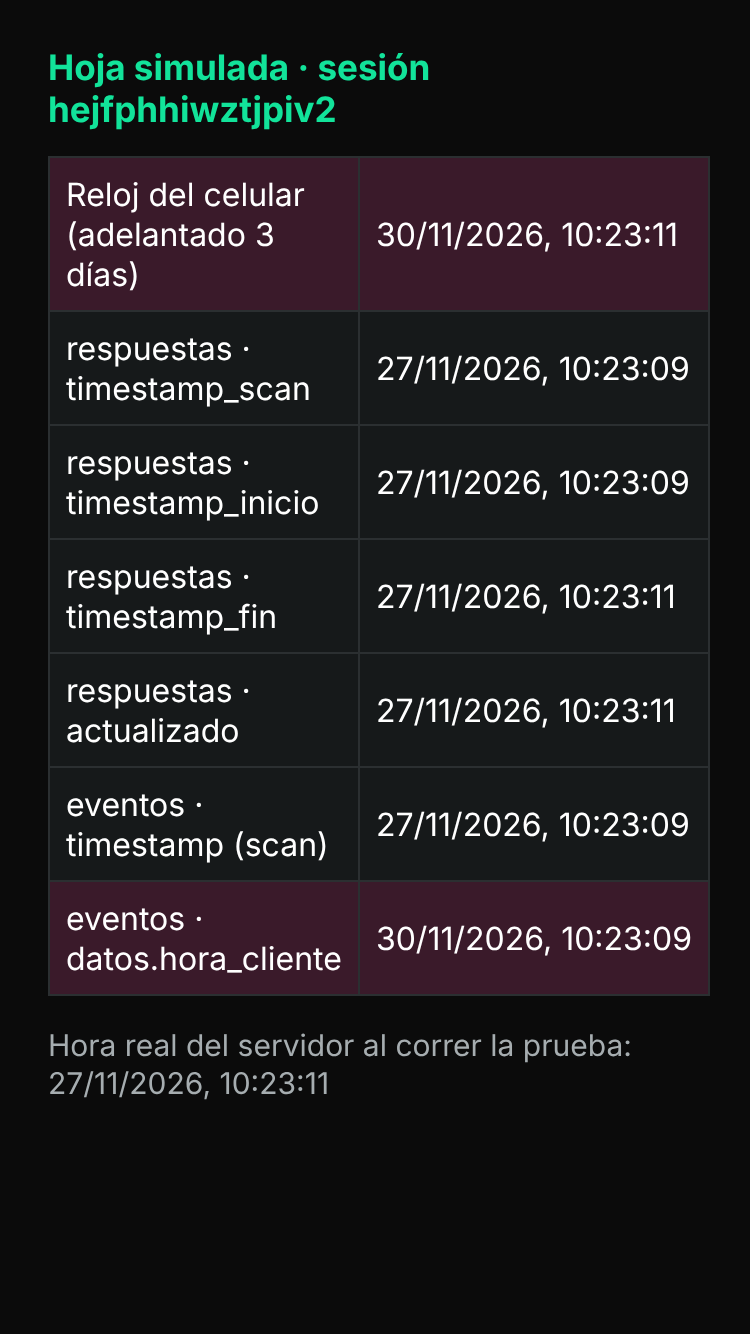 Hoja simulada · sesión
hejfphhiwztjpiv2
Reloj del celular
(adelantado 3
días)
30/11/2026, 10:23:11
respuestas ·
timestamp_scan
27/11/2026, 10:23:09
respuestas ·
timestamp_inicio
27/11/2026, 10:23:09
respuestas ·
timestamp_fin
27/11/2026, 10:23:11
respuestas ·
actualizado
27/11/2026, 10:23:11
eventos ·
timestamp (scan)
27/11/2026, 10:23:09
eventos ·
datos.hora_cliente
30/11/2026, 10:23:09
Hora real del servidor al correr la prueba:
27/11/2026, 10:23:11